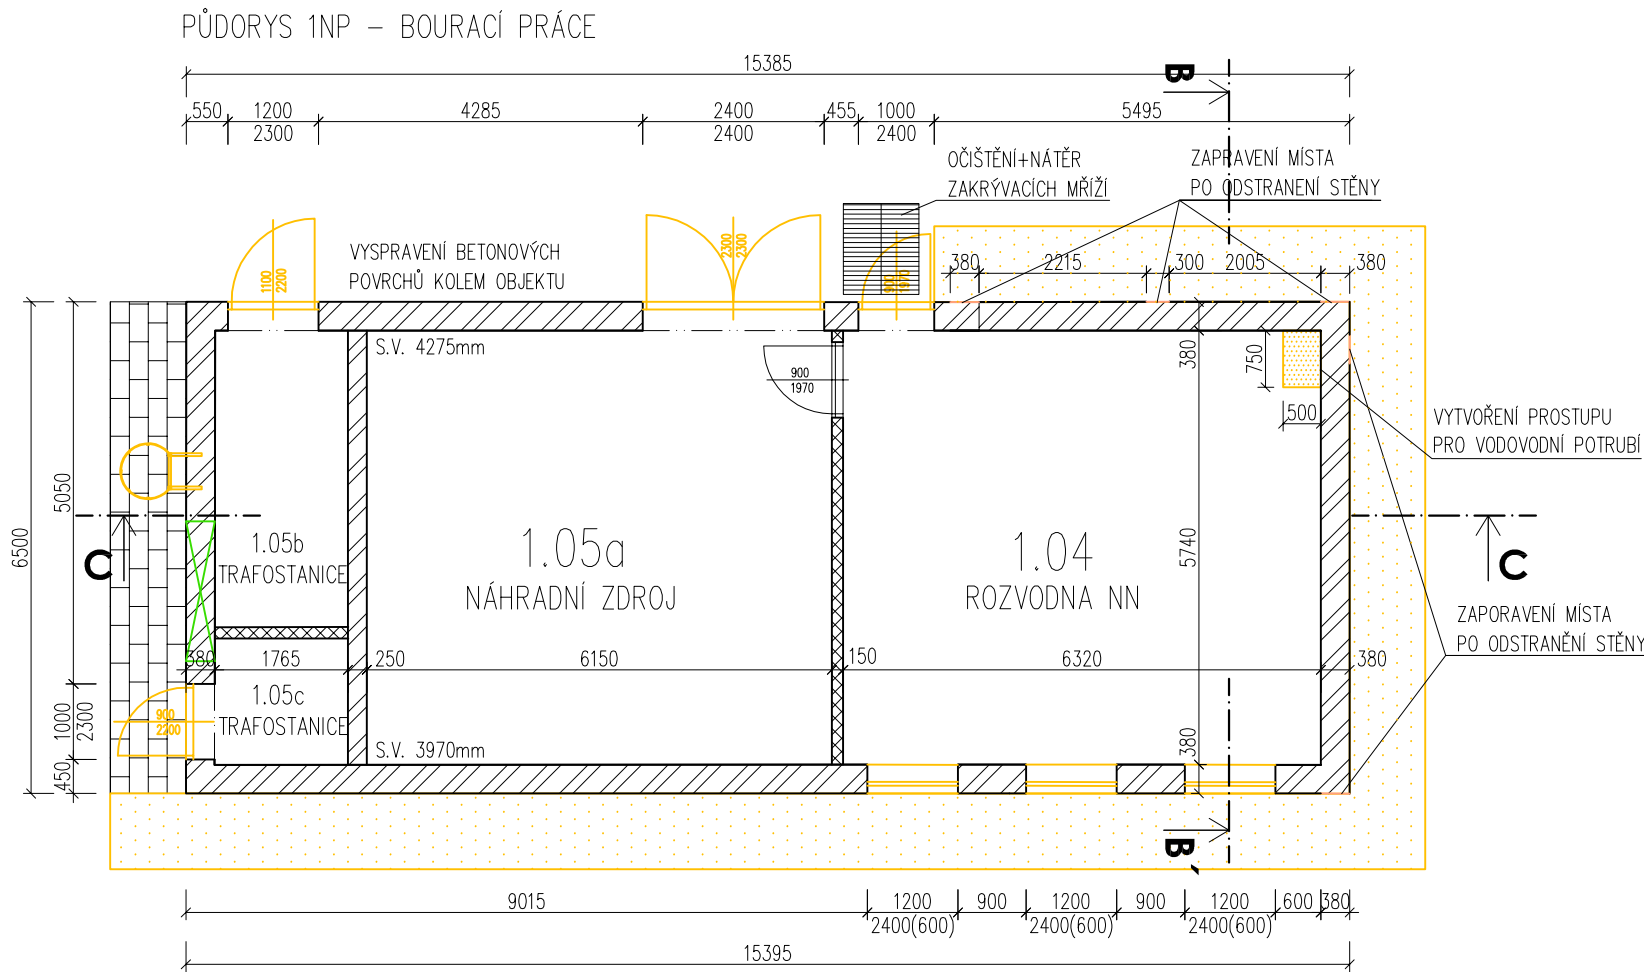 PŮDORYS 1NP – BOURACÍ PRÁCE
15385
B
550
1200
2300
4285
2400
2400
455
1000
2400
5495
OČIŠTĚNÍ+NÁTĚR
ZAKRÝVACÍCH MŘÍŽÍ
ZAPRAVENÍ MÍSTA
PO ODSTRANENÍ STĚNY
VYSPRAVENÍ BETONOVÝCH
POVRCHŮ KOLEM OBJEKTU
1100
2200
2300
2300
900
1970
380
2215
300
2005
380
S.V. 4275mm
900
1970
380
750
500
VYTVOŘENÍ PROSTUPU
PRO VODOVODNÍ POTRUBÍ
6500
5050
C
1.05b
TRAFOSTANICE
1.05a
NÁHRADNÍ ZDROJ
1.04
ROZVODNA NN
5740
C
ZAPORAVENÍ MÍSTA
PO ODSTRANĚNÍ STĚNY
380
1765
250
6150
150
6320
380
1.05c
TRAFOSTANICE
900
2200
1000
2300
450
S.V. 3970mm
380
B´
9015
1200
2400(600)
900
1200
2400(600)
900
1200
2400(600)
600
380
15395